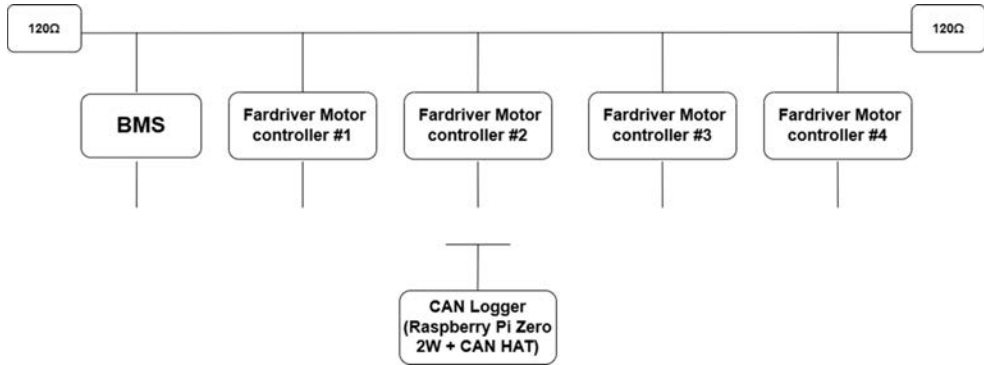 120Ω
120Ω
BMS
Fardriver Motor
controller #1
Fardriver Motor
controller #2
Fardriver Motor
controller #3
Fardriver Motor
controller #4
CAN Logger
(Raspberry Pi Zero
2W + CAN HAT)